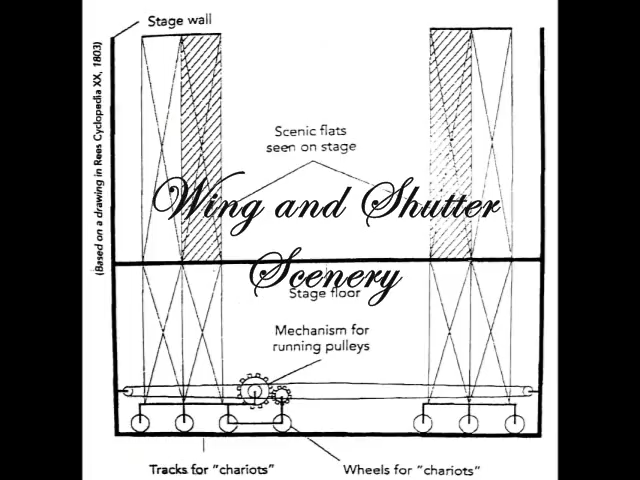 Stage wall
(Based on a drawing in Rees Cyclopedia XX, 1803)
Scenic flats
seen on stage
Wing and Shutter
Scenery
Stage floor
Mechanism for
running pulleys
Tracks for "chariots"
Wheels for "chariots"